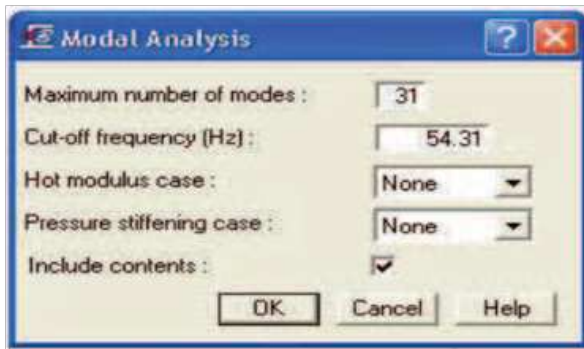 Modal Analysis
Maximum number of modes : 31
Cut-off frequency (Hz) : 54.31
Hot modulus case : None
Pressure stiffening case : None
Include contents :
OK Cancel Help